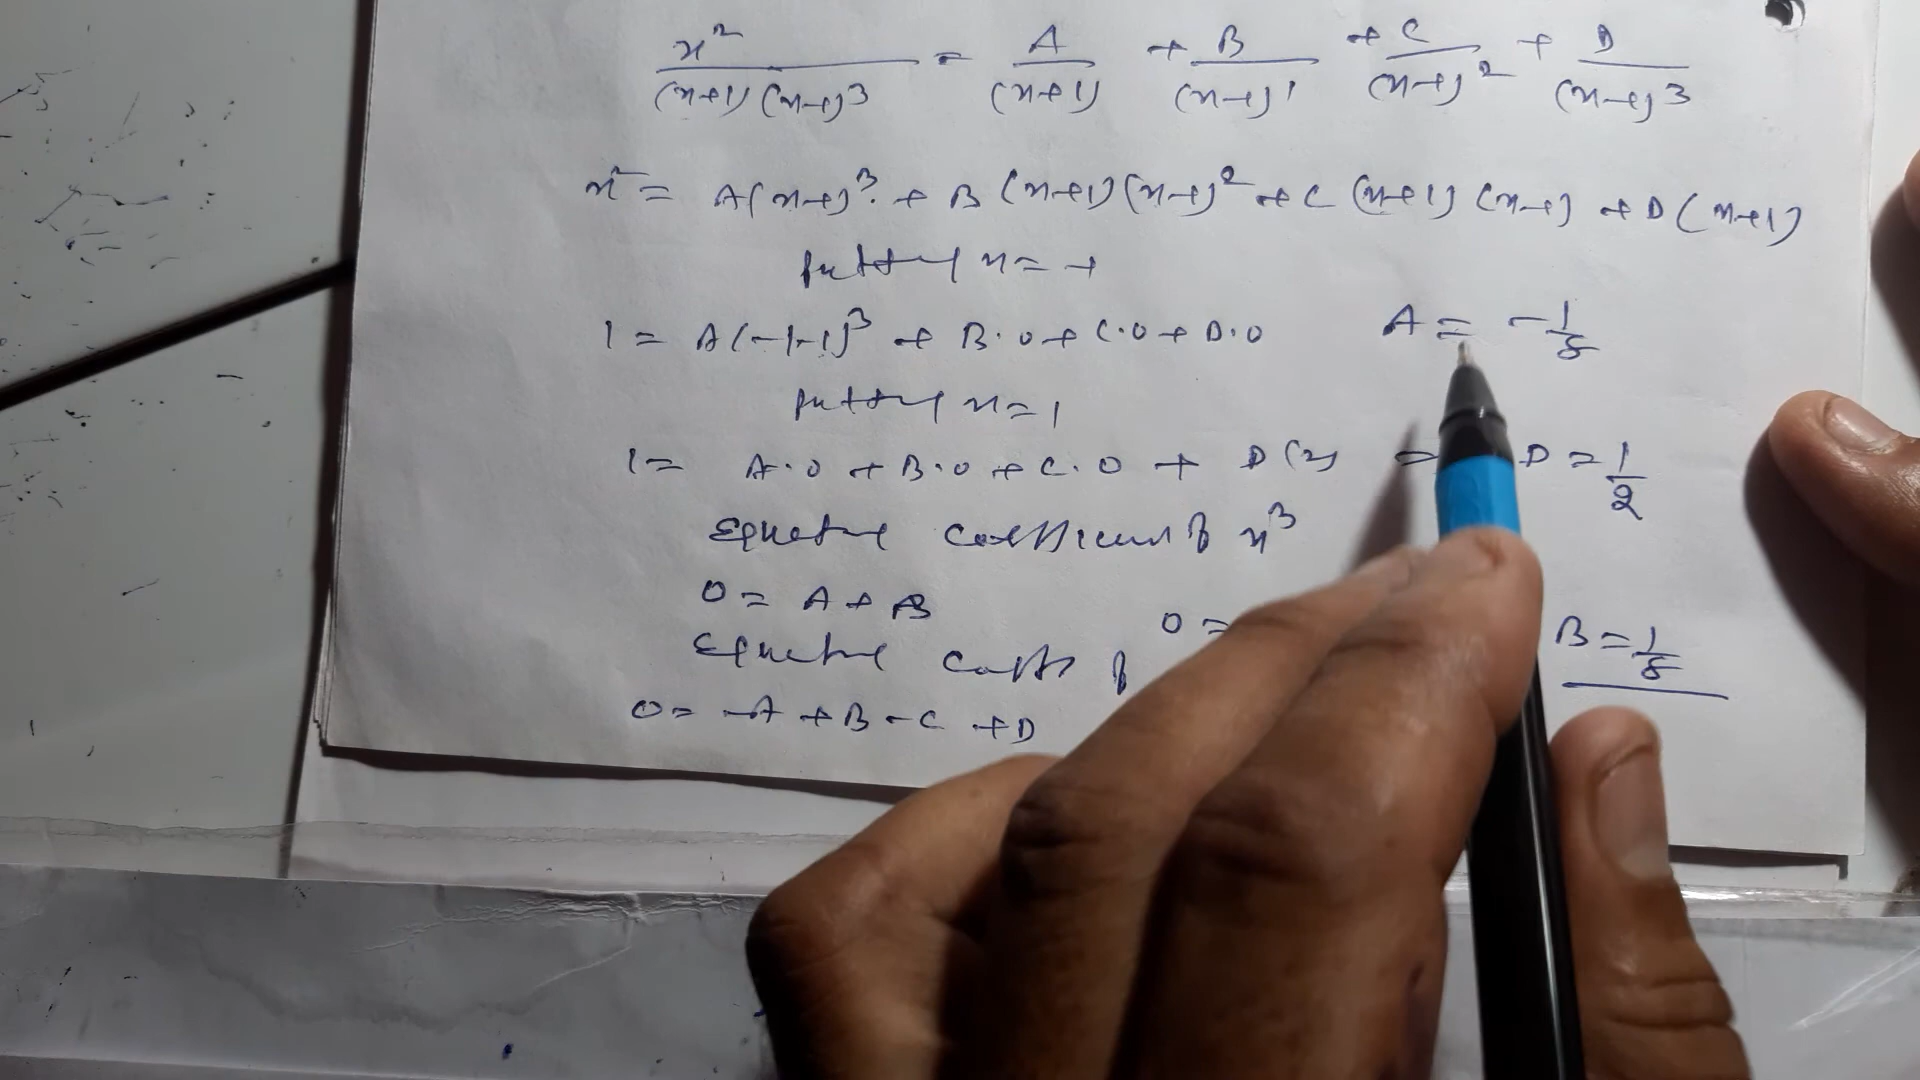 x² / (x+1)(x-1)³ = A/(x+1) + B/(x-1)¹ + C/(x-1)² + D/(x-1)³
x² = A(x-1)³ + B(x+1)(x-1)² + C(x+1)(x-1) + D(x+1)
putting x = -1
1 = A(-1-1)³ + B·0 + C·0 + D·0 A = -1/8
putting x = 1
1 = A·0 + B·0 + C·0 + D(2) ⇒ D = 1/2
Equating coefficient of x³
0 = A + B 0 = B = 1/8
Equating coeffs of
0 = -A + B - C + D